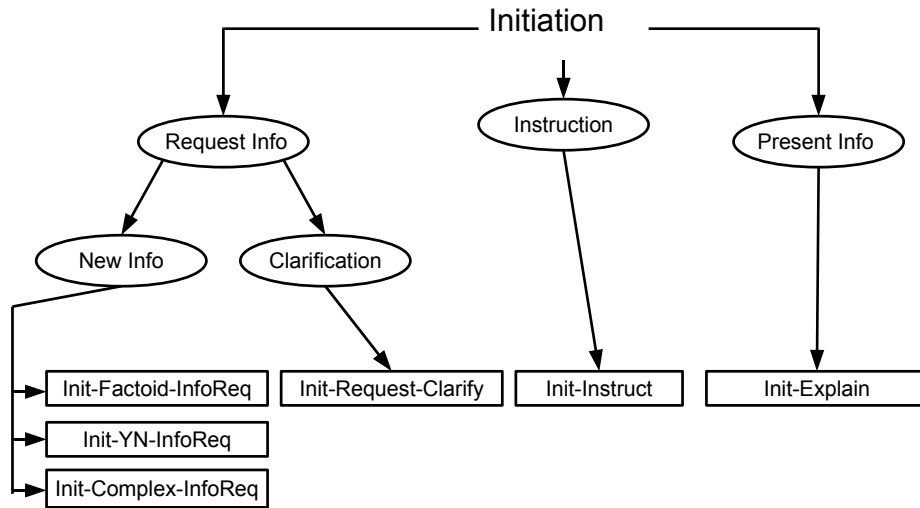 Initiation
Request Info
Instruction
Present Info
New Info
Clarification
Init-Factoid-InfoReq
Init-Request-Clarify
Init-Instruct
Init-Explain
Init-YN-InfoReq
Init-Complex-InfoReq